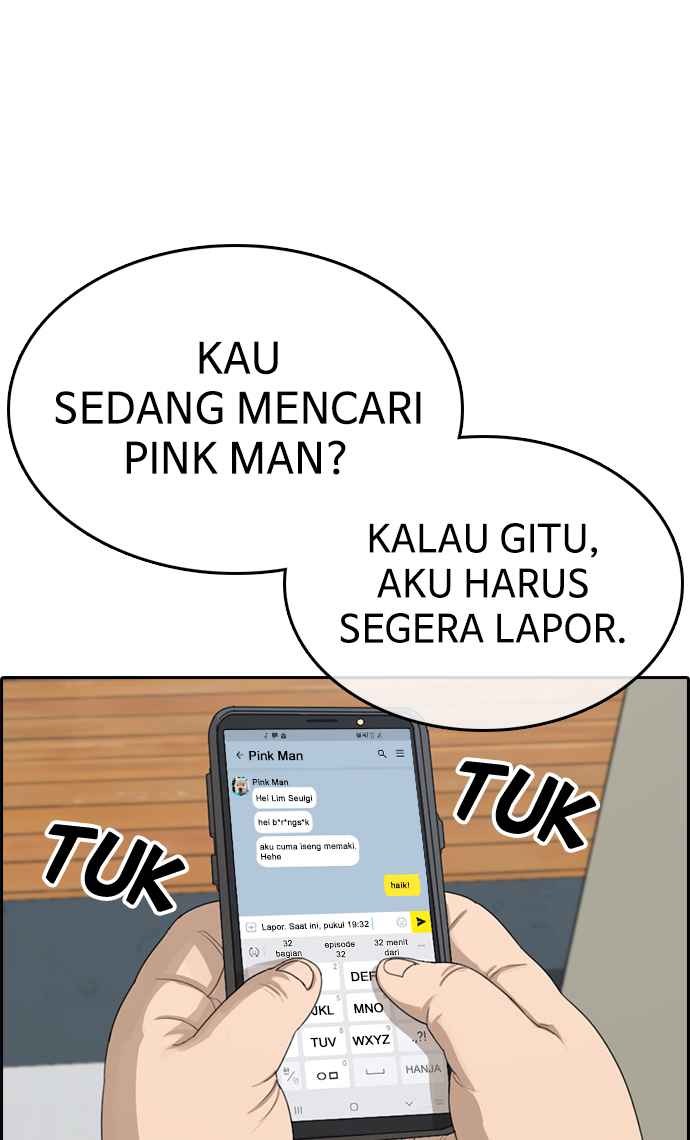 KAU
SEDANG MENCARI
PINK MAN?
KALAU GITU,
AKU HARUS
SEGERA LAPOR.
Pink Man
Pink Man
Hei Lim Seulgi
hei b*r*ngs*k
aku cuma iseng memaki.
Hehe
haik!
TUK
TUK
Lapor. Saat ini, pukul 19:32
32
bagian
episode
32
32 menit
dari
...
DEF
JKL
MNO
TUV
WXYZ
.,?!
ㅇㅁ
HANJA